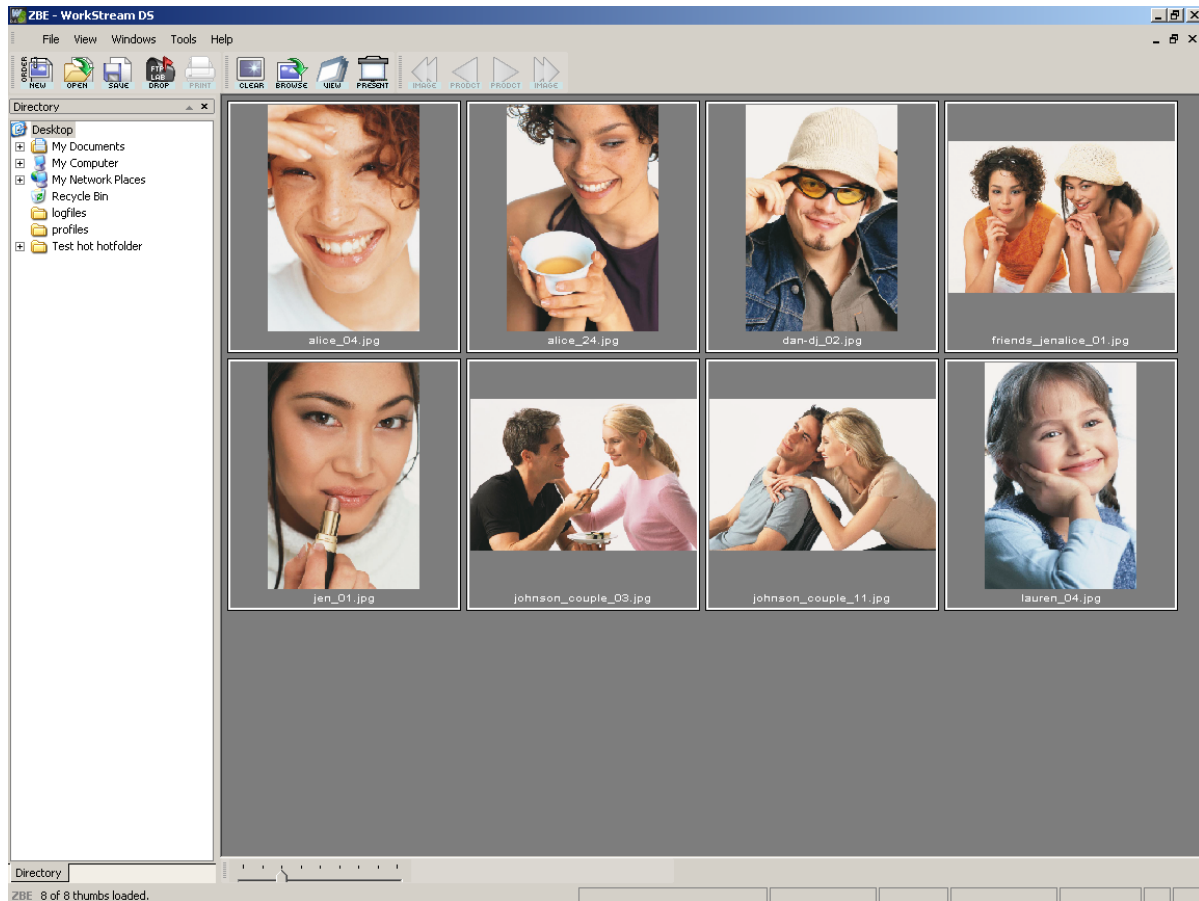 ZBE - WorkStream DS
File View Windows Tools Help
ORDER
NEW OPEN SAVE FTP LAB DROP PRINT CLEAR BROWSE VIEW PRESENT IMAGE PRODCT PRODCT IMAGE
Directory
Desktop
My Documents
My Computer
My Network Places
Recycle Bin
logfiles
profiles
Test hot hotfolder
alice_04.jpg alice_24.jpg dan-dj_02.jpg friends_jenalice_01.jpg
jen_01.jpg johnson_couple_03.jpg johnson_couple_11.jpg lauren_04.jpg
Directory
ZBE 8 of 8 thumbs loaded.